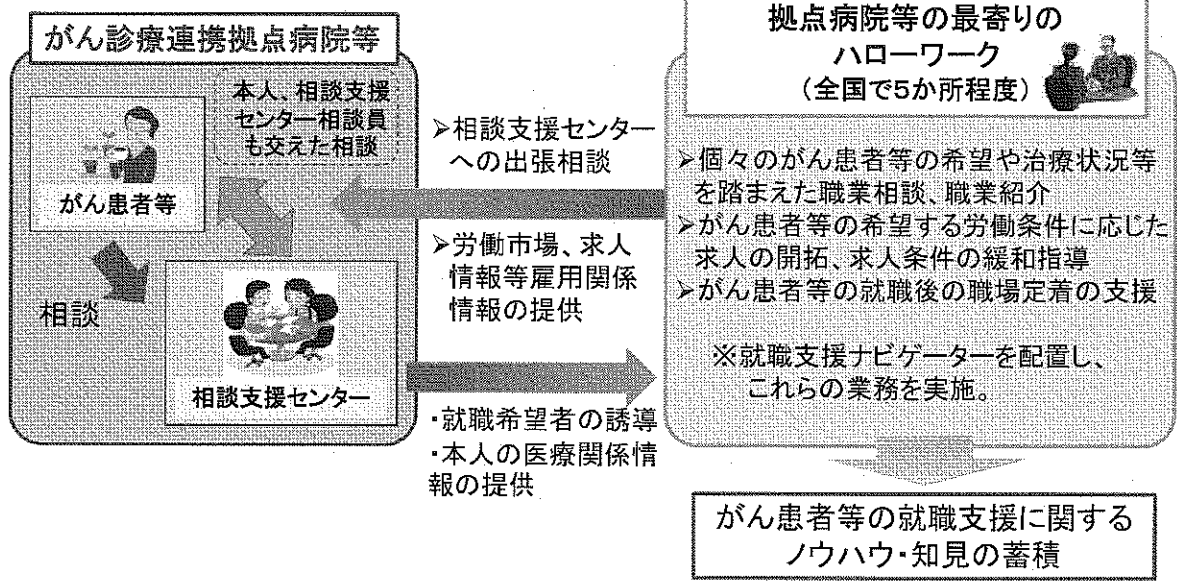 がん診療連携拠点病院等
本人、相談支援
センター相談員
も交えた相談
がん患者等
相談
相談支援センター
➢相談支援センター
への出張相談
➢労働市場、求人
情報等雇用関係
情報の提供
・就職希望者の誘導
・本人の医療関係情
報の提供
拠点病院等の最寄りの
ハローワーク
(全国で5か所程度)
➢個々のがん患者等の希望や治療状況等
を踏まえた職業相談、職業紹介
➢がん患者等の希望する労働条件に応じた
求人の開拓、求人条件の緩和指導
➢がん患者等の就職後の職場定着の支援
※就職支援ナビゲーターを配置し、
これらの業務を実施。
がん患者等の就職支援に関する
ノウハウ・知見の蓄積